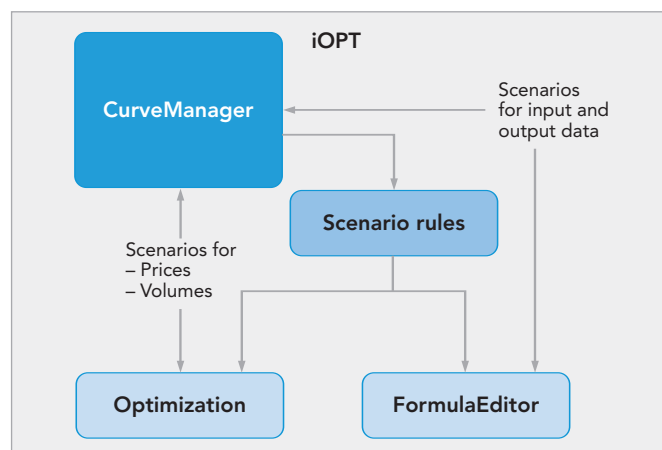 iOPT
CurveManager
Scenarios
for input and
output data
Scenario rules
Scenarios for
– Prices
– Volumes
Optimization
FormulaEditor